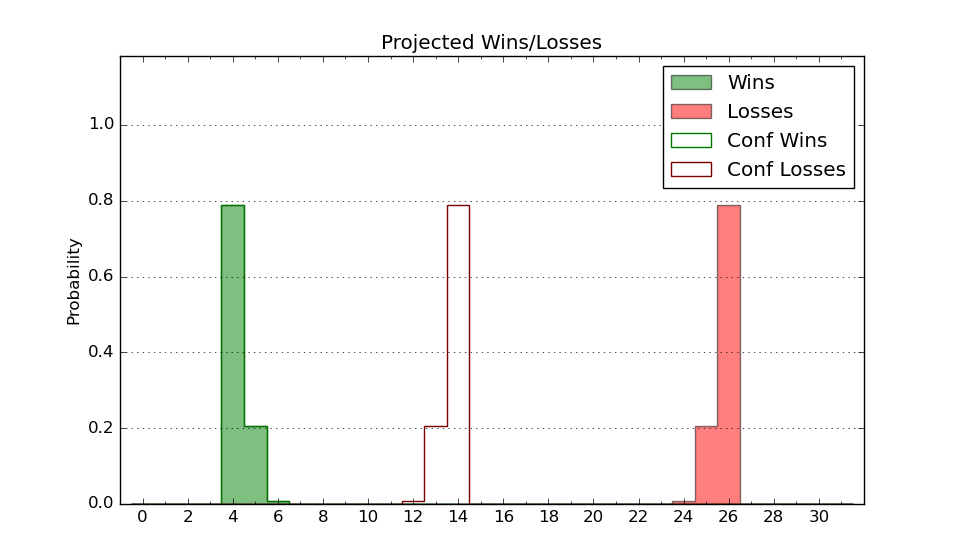 Projected Wins/Losses
Wins
Losses
Conf Wins
Conf Losses
Probability
1.0
0.8
0.6
0.4
0.2
0.0
0 2 4 6 8 10 12 14 16 18 20 22 24 26 28 30